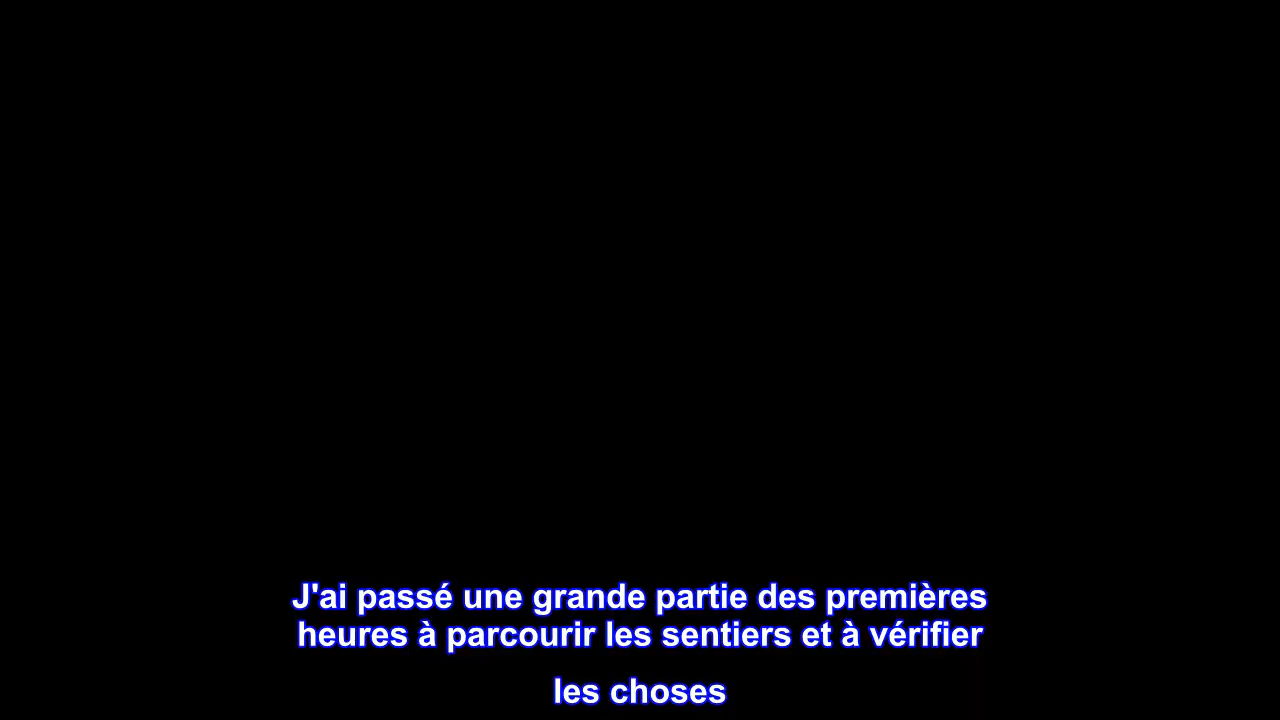 J'ai passé une grande partie des premières
heures à parcourir les sentiers et à vérifier
les choses